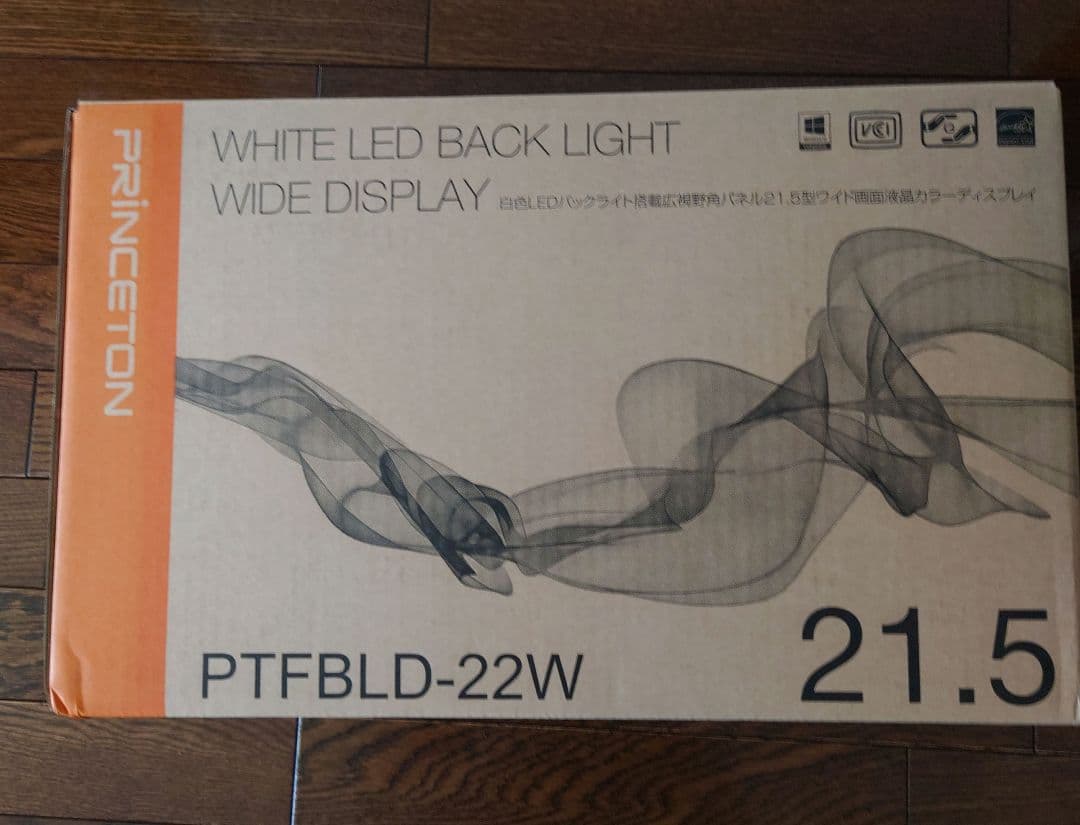 PRINCETON
WHITE LED BACK LIGHT
WIDE DISPLAY 白色LEDバックライト搭載広視野角パネル21.5型ワイド画面液晶カラーディスプレイ
VCCI
PTFBLD-22W
21.5